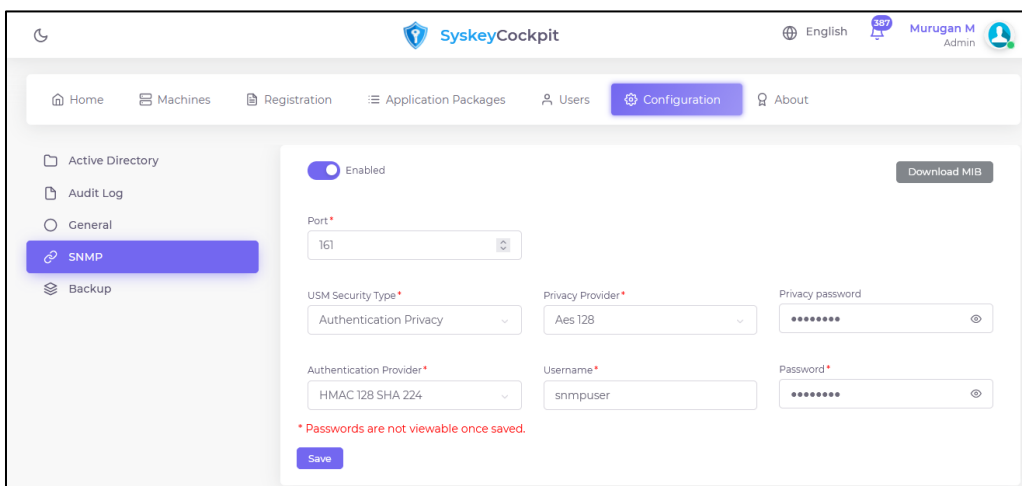 SyskeyCockpit
English
387
Murugan M
Admin
Home
Machines
Registration
Application Packages
Users
Configuration
About
Active Directory
Audit Log
General
SNMP
Backup
Enabled
Download MIB
Port*
161
USM Security Type*
Privacy Provider*
Privacy password
Authentication Privacy
Aes 128
••••••••
Authentication Provider*
Username*
Password*
HMAC 128 SHA 224
snmpuser
••••••••
* Passwords are not viewable once saved.
Save